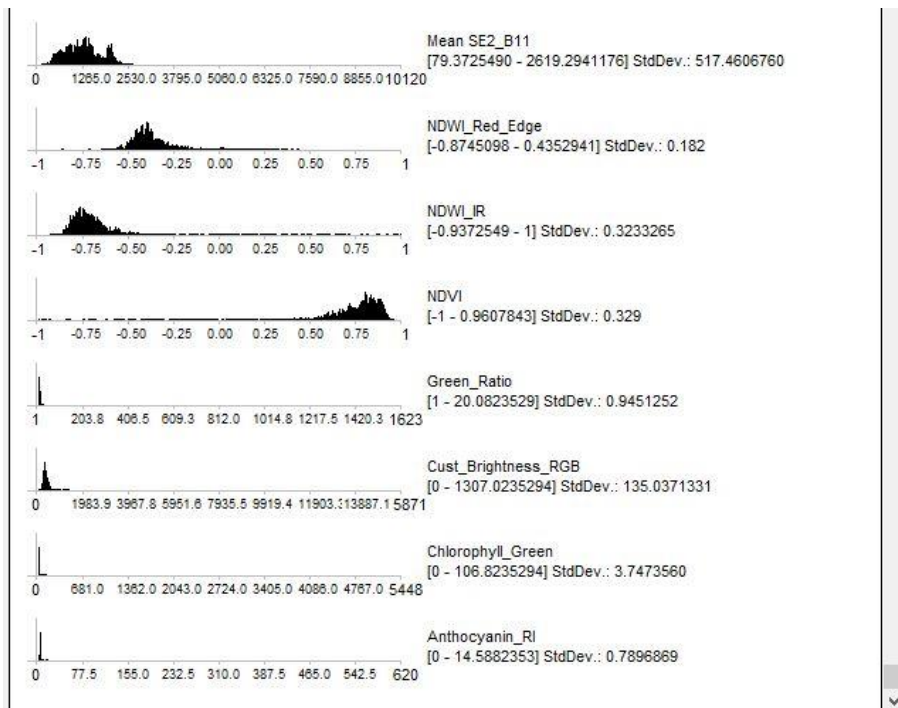 Mean SE2_B11
[79.3725490 - 2619.2941176] StdDev.: 517.4606760
0 1265.0 2530.0 3795.0 5060.0 6325.0 7590.0 8855.0 10120
NDWI_Red_Edge
[-0.8745098 - 0.4352941] StdDev.: 0.182
-1 -0.75 -0.50 -0.25 0.00 0.25 0.50 0.75 1
NDWI_IR
[-0.9372549 - 1] StdDev.: 0.3233265
-1 -0.75 -0.50 -0.25 0.00 0.25 0.50 0.75 1
NDVI
[-1 - 0.9607843] StdDev.: 0.329
-1 -0.75 -0.50 -0.25 0.00 0.25 0.50 0.75 1
Green_Ratio
[1 - 20.0823529] StdDev.: 0.9451252
1 203.8 406.5 609.3 812.0 1014.8 1217.5 1420.3 1623
Cust_Brightness_RGB
[0 - 1307.0235294] StdDev.: 135.0371331
0 1983.9 3967.8 5951.6 7935.5 9919.4 11903.3 13887.1 5871
Chlorophyll_Green
[0 - 106.8235294] StdDev.: 3.7473560
0 681.0 1362.0 2043.0 2724.0 3405.0 4086.0 4767.0 5448
Anthocyanin_RI
[0 - 14.5882353] StdDev.: 0.7896869
0 77.5 155.0 232.5 310.0 387.5 465.0 542.5 620